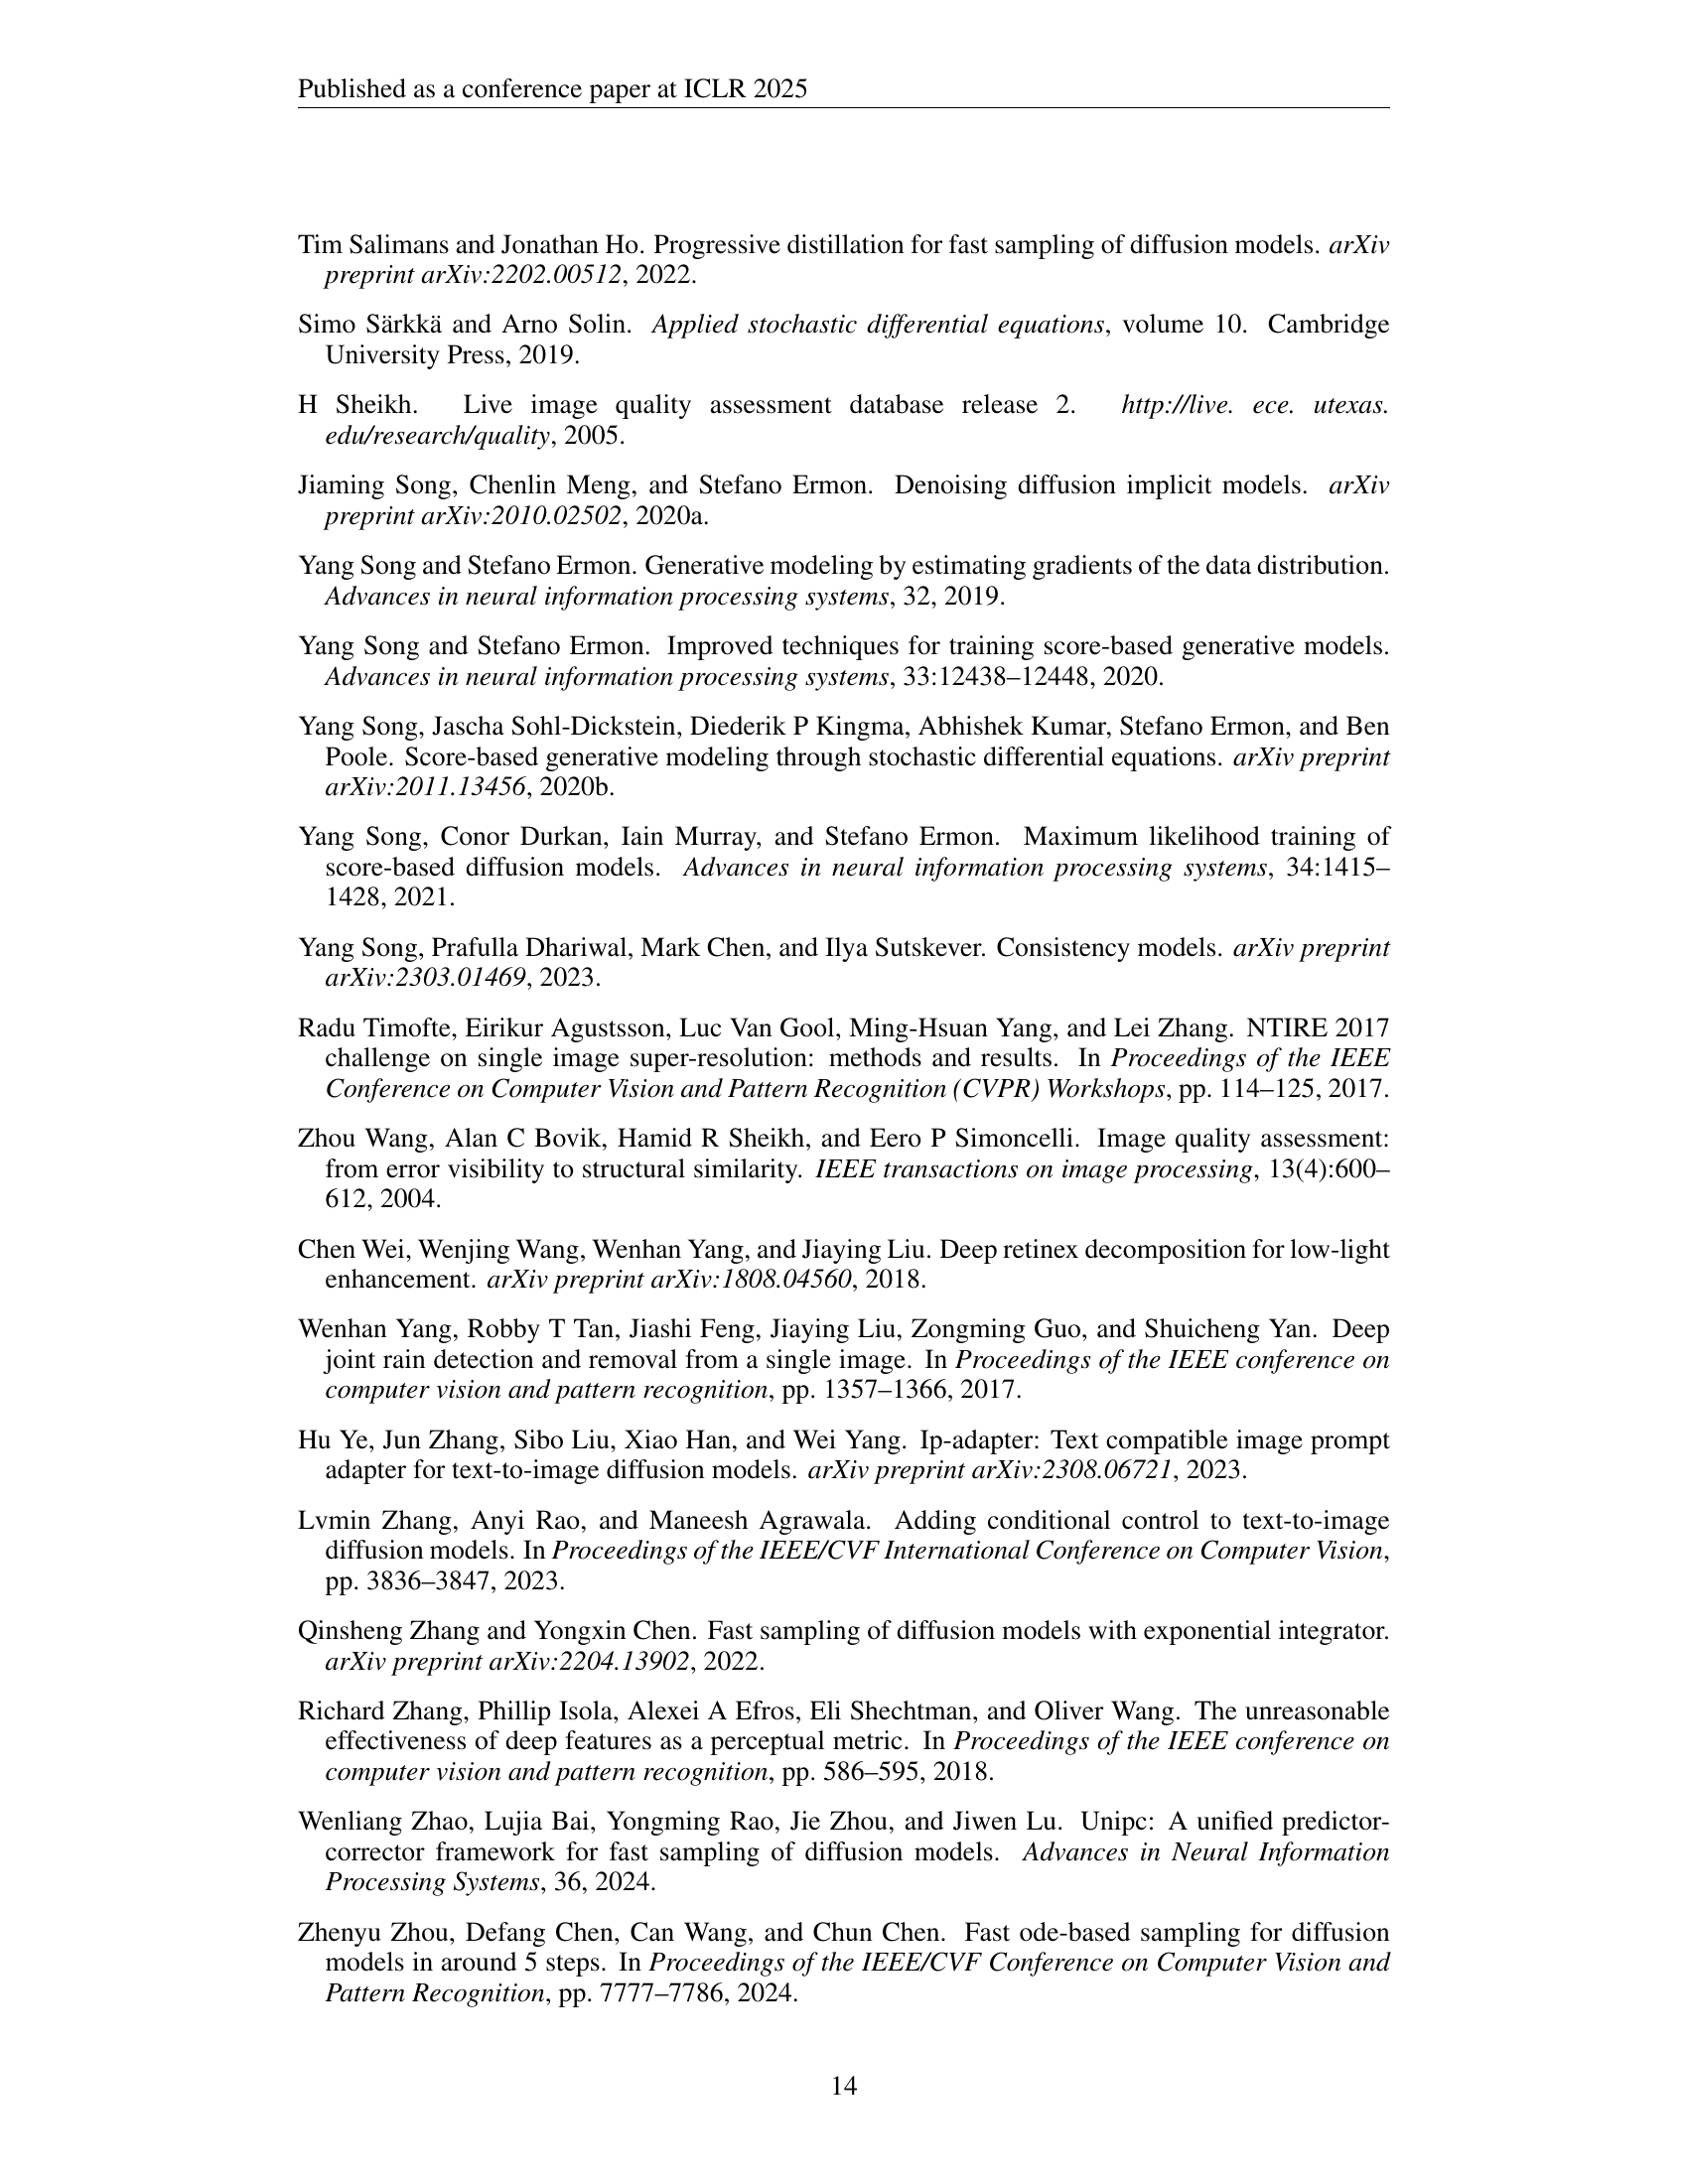 Published as a conference paper at ICLR 2025
Tim Salimans and Jonathan Ho. Progressive distillation for fast sampling of diffusion models. arXiv
preprint arXiv:2202.00512, 2022.
Simo Särkkä and Arno Solin. Applied stochastic differential equations, volume 10. Cambridge
University Press, 2019.
H Sheikh. Live image quality assessment database release 2. http://live. ece. utexas.
edu/research/quality, 2005.
Jiaming Song, Chenlin Meng, and Stefano Ermon. Denoising diffusion implicit models. arXiv
preprint arXiv:2010.02502, 2020a.
Yang Song and Stefano Ermon. Generative modeling by estimating gradients of the data distribution.
Advances in neural information processing systems, 32, 2019.
Yang Song and Stefano Ermon. Improved techniques for training score-based generative models.
Advances in neural information processing systems, 33:12438–12448, 2020.
Yang Song, Jascha Sohl-Dickstein, Diederik P Kingma, Abhishek Kumar, Stefano Ermon, and Ben
Poole. Score-based generative modeling through stochastic differential equations. arXiv preprint
arXiv:2011.13456, 2020b.
Yang Song, Conor Durkan, Iain Murray, and Stefano Ermon. Maximum likelihood training of
score-based diffusion models. Advances in neural information processing systems, 34:1415–
1428, 2021.
Yang Song, Prafulla Dhariwal, Mark Chen, and Ilya Sutskever. Consistency models. arXiv preprint
arXiv:2303.01469, 2023.
Radu Timofte, Eirikur Agustsson, Luc Van Gool, Ming-Hsuan Yang, and Lei Zhang. NTIRE 2017
challenge on single image super-resolution: methods and results. In Proceedings of the IEEE
Conference on Computer Vision and Pattern Recognition (CVPR) Workshops, pp. 114–125, 2017.
Zhou Wang, Alan C Bovik, Hamid R Sheikh, and Eero P Simoncelli. Image quality assessment:
from error visibility to structural similarity. IEEE transactions on image processing, 13(4):600–
612, 2004.
Chen Wei, Wenjing Wang, Wenhan Yang, and Jiaying Liu. Deep retinex decomposition for low-light
enhancement. arXiv preprint arXiv:1808.04560, 2018.
Wenhan Yang, Robby T Tan, Jiashi Feng, Jiaying Liu, Zongming Guo, and Shuicheng Yan. Deep
joint rain detection and removal from a single image. In Proceedings of the IEEE conference on
computer vision and pattern recognition, pp. 1357–1366, 2017.
Hu Ye, Jun Zhang, Sibo Liu, Xiao Han, and Wei Yang. Ip-adapter: Text compatible image prompt
adapter for text-to-image diffusion models. arXiv preprint arXiv:2308.06721, 2023.
Lvmin Zhang, Anyi Rao, and Maneesh Agrawala. Adding conditional control to text-to-image
diffusion models. In Proceedings of the IEEE/CVF International Conference on Computer Vision,
pp. 3836–3847, 2023.
Qinsheng Zhang and Yongxin Chen. Fast sampling of diffusion models with exponential integrator.
arXiv preprint arXiv:2204.13902, 2022.
Richard Zhang, Phillip Isola, Alexei A Efros, Eli Shechtman, and Oliver Wang. The unreasonable
effectiveness of deep features as a perceptual metric. In Proceedings of the IEEE conference on
computer vision and pattern recognition, pp. 586–595, 2018.
Wenliang Zhao, Lujia Bai, Yongming Rao, Jie Zhou, and Jiwen Lu. Unipc: A unified predictor-
corrector framework for fast sampling of diffusion models. Advances in Neural Information
Processing Systems, 36, 2024.
Zhenyu Zhou, Defang Chen, Can Wang, and Chun Chen. Fast ode-based sampling for diffusion
models in around 5 steps. In Proceedings of the IEEE/CVF Conference on Computer Vision and
Pattern Recognition, pp. 7777–7786, 2024.
14